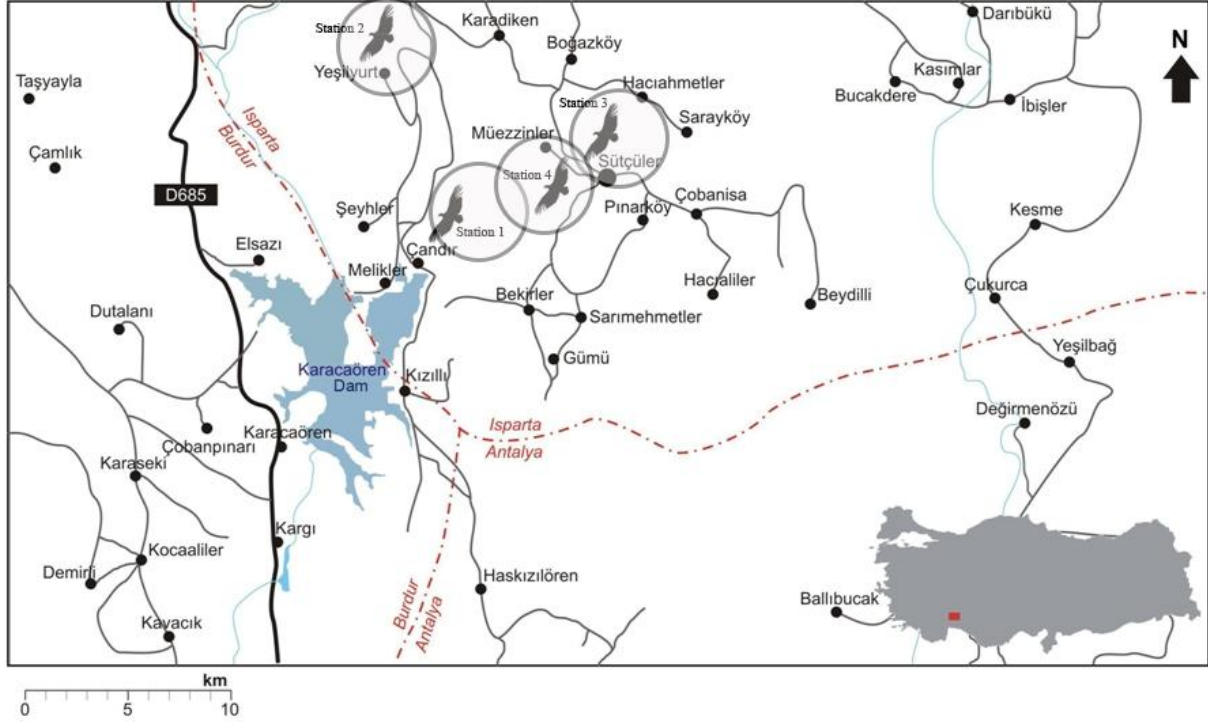 Station 2
Karadiken
Darıbükü
Boğazköy
N
Taşyayla
Yeşilyurt
Hacıahmetler
Kasımlar
Bucakdere
İbişler
Station 3
Sarayköy
Isparta
Burdur
Müezzinler
Çamlık
Sütçüler
Station 4
D685
Şeyhler
Station 1
Pınarköy
Çobanisa
Kesme
Elsazı
Çandır
Melikler
Hacıaliler
Beydilli
Çukurca
Bekirler
Sarımehmetler
Dutalanı
Gümü
Yeşilbağ
Karacaören
Dam
Kızıllı
Değirmenözü
Isparta
Antalya
Karacaören
Çobanpınarı
Karaseki
Kargı
Kocaaliler
Demirli
Haskızılören
Ballıbucak
Burdur
Antalya
Kavacık
km
0 5 10